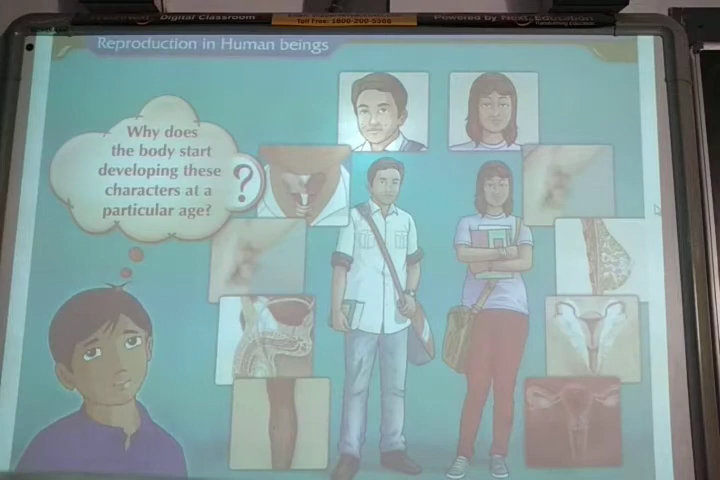 Digital Classroom
Toll Free: 1800-200-5566
Powered by Next Education
Reproduction in Human beings
Why does
the body start
developing these
characters at a
particular age?
?